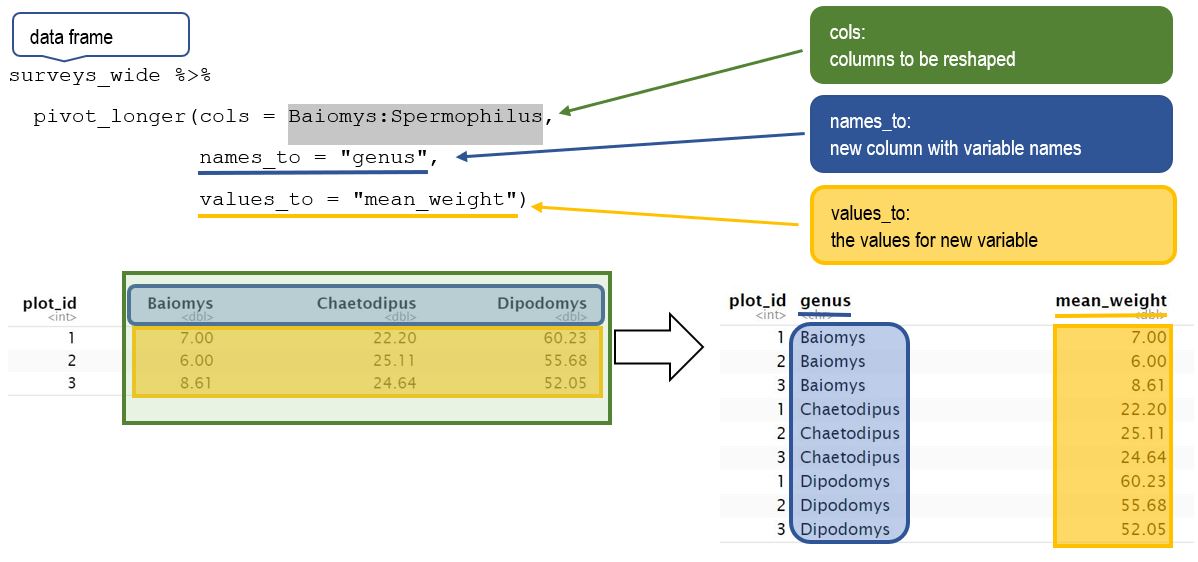 data frame
surveys_wide %>%
pivot_longer(cols = Baiomys:Spermophilus,
names_to = "genus",
values_to = "mean_weight")
cols:
columns to be reshaped
names_to:
new column with variable names
values_to:
the values for new variable
plot_id Baiomys Chaetodipus Dipodomys
<int> <dbl> <dbl> <dbl>
1 7.00 22.20 60.23
2 6.00 25.11 55.68
3 8.61 24.64 52.05
plot_id genus mean_weight
<int> <chr> <dbl>
1 Baiomys 7.00
2 Baiomys 6.00
3 Baiomys 8.61
1 Chaetodipus 22.20
2 Chaetodipus 25.11
3 Chaetodipus 24.64
1 Dipodomys 60.23
2 Dipodomys 55.68
3 Dipodomys 52.05